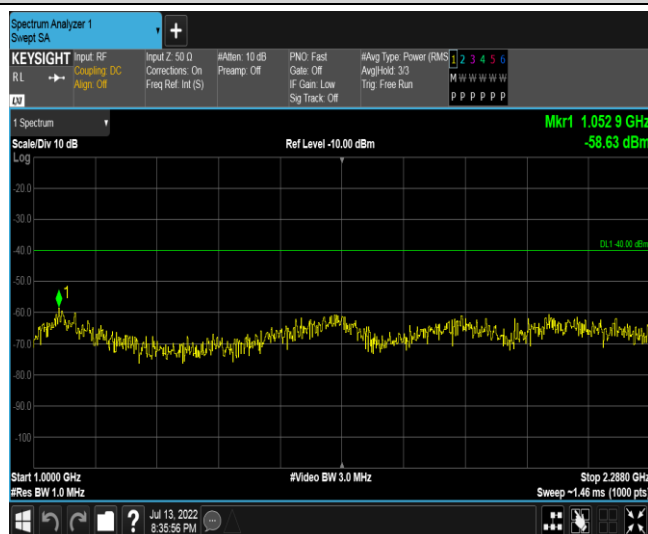 Spectrum Analyzer 1
Swept SA
+
KEYSIGHT
RL
LXI
Input: RF
Coupling: DC
Align: Off
Input Z: 50 Ω
Corrections: On
Freq Ref: Int (S)
#Atten: 10 dB
Preamp: Off
PNO: Fast
Gate: Off
IF Gain: Low
Sig Track: Off
#Avg Type: Power (RMS
Avg|Hold: 3/3
Trig: Free Run
1 2 3 4 5 6
M W W W W W
P P P P P P
1 Spectrum
Mkr1 1.052 9 GHz
-58.63 dBm
Scale/Div 10 dB
Ref Level -10.00 dBm
Log
-20.0
-30.0
DL1 -40.00 dBm
-40.0
-50.0
1
-60.0
-70.0
-80.0
-90.0
-100
Start 1.0000 GHz
#Video BW 3.0 MHz
Stop 2.2880 GHz
#Res BW 1.0 MHz
Sweep ~1.46 ms (1000 pts)
?
Jul 13, 2022
8:35:56 PM